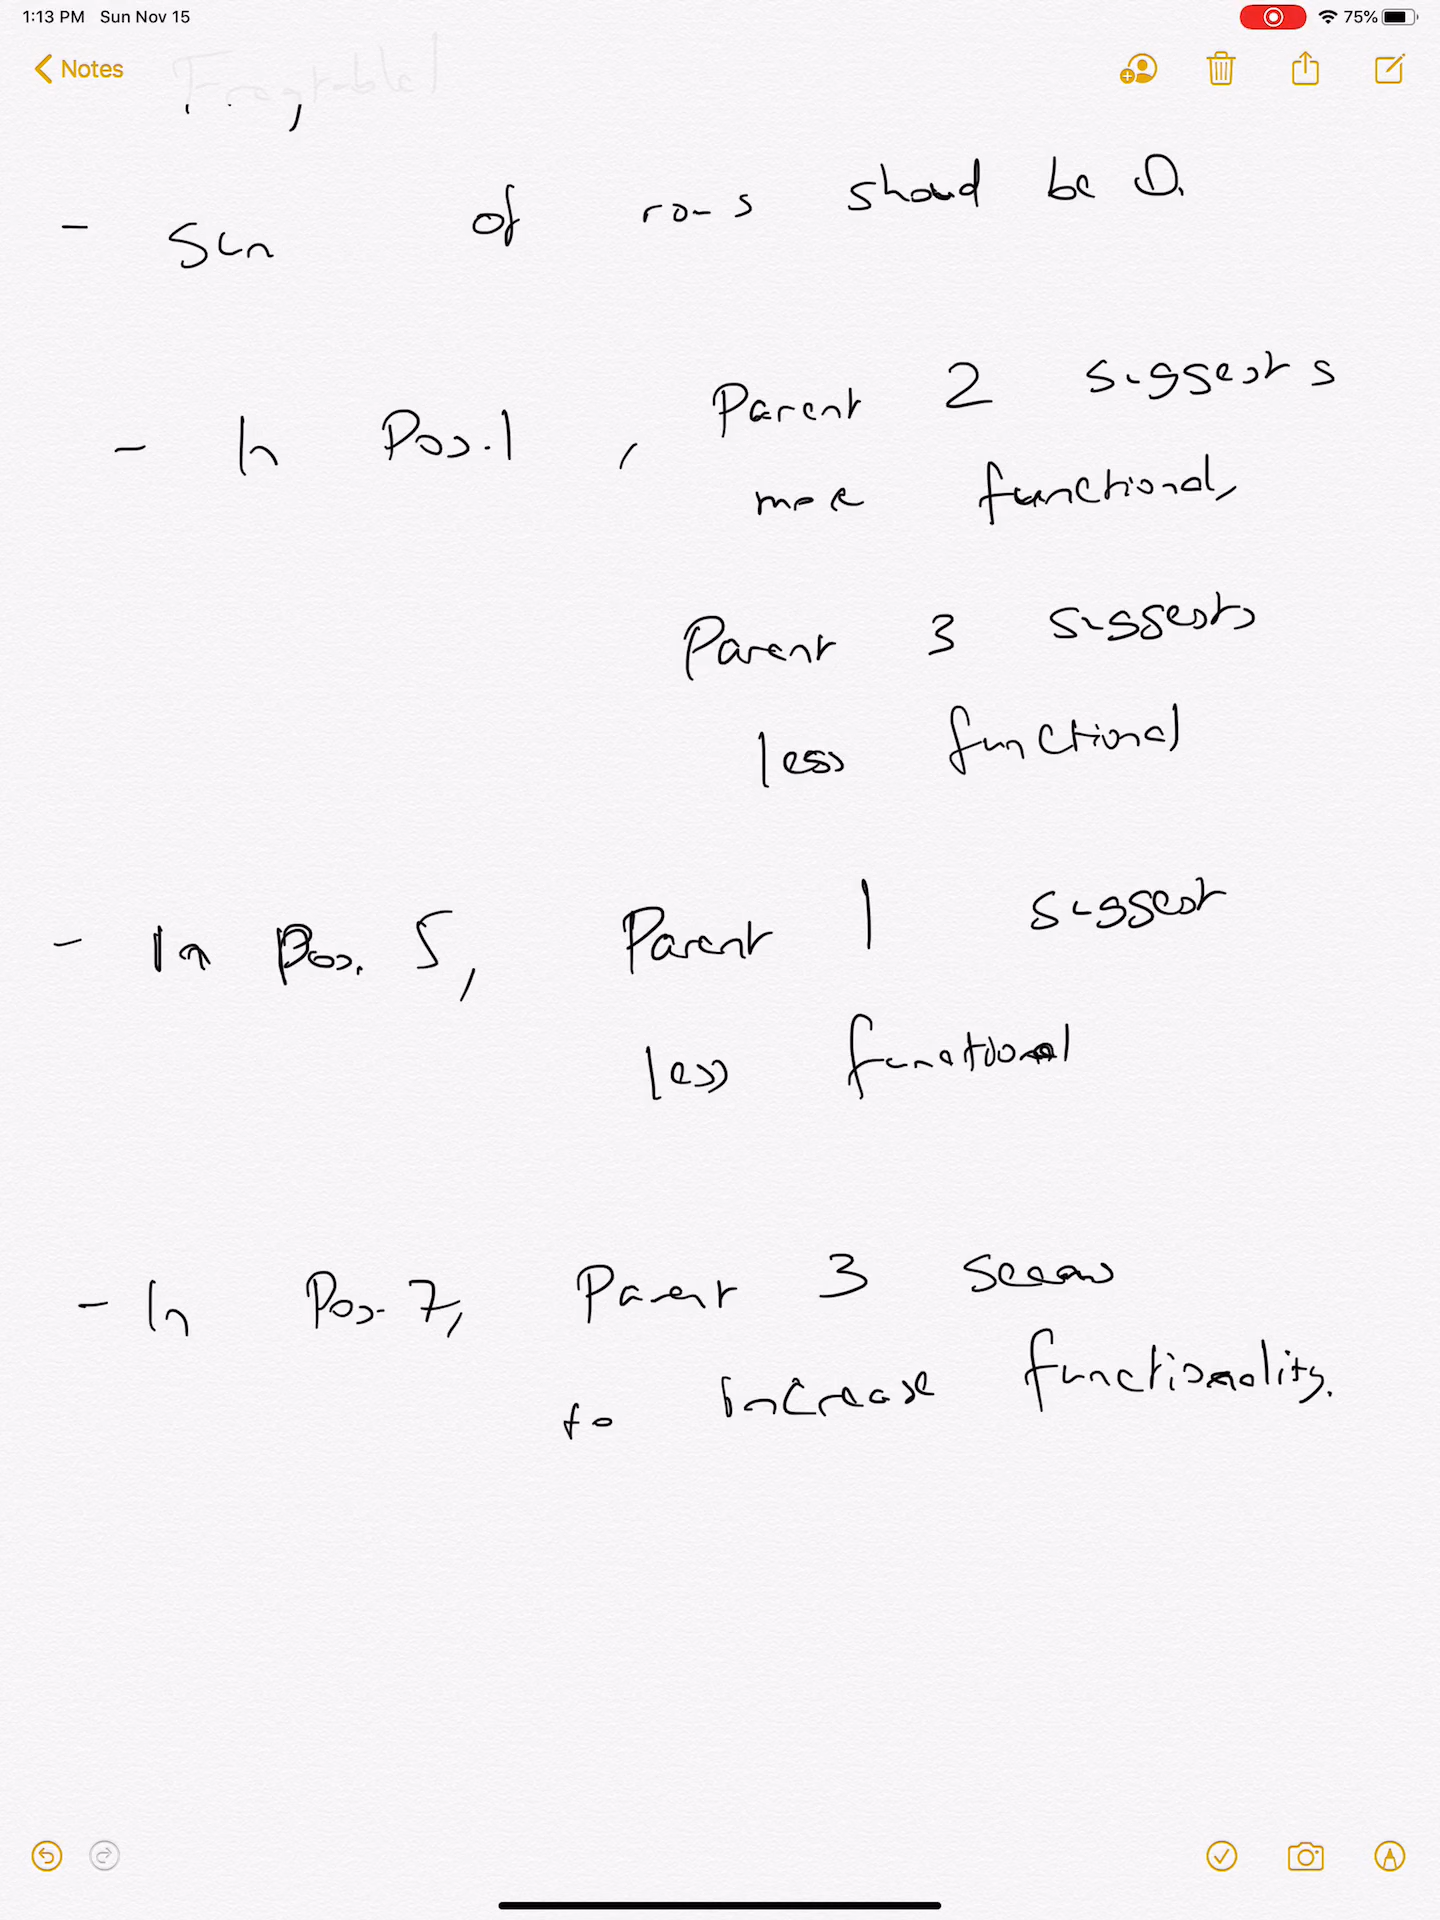 1:13 PM Sun Nov 15
75%
Notes
- Sum of rows should be 0.
- In Pos.1, Parent 2 suggests
more functional,
Parent 3 suggests
less functional
- In Pos. 5, Parent 1 suggest
less functional
- In Pos. 7, Parent 3 seems
to increase functionality.